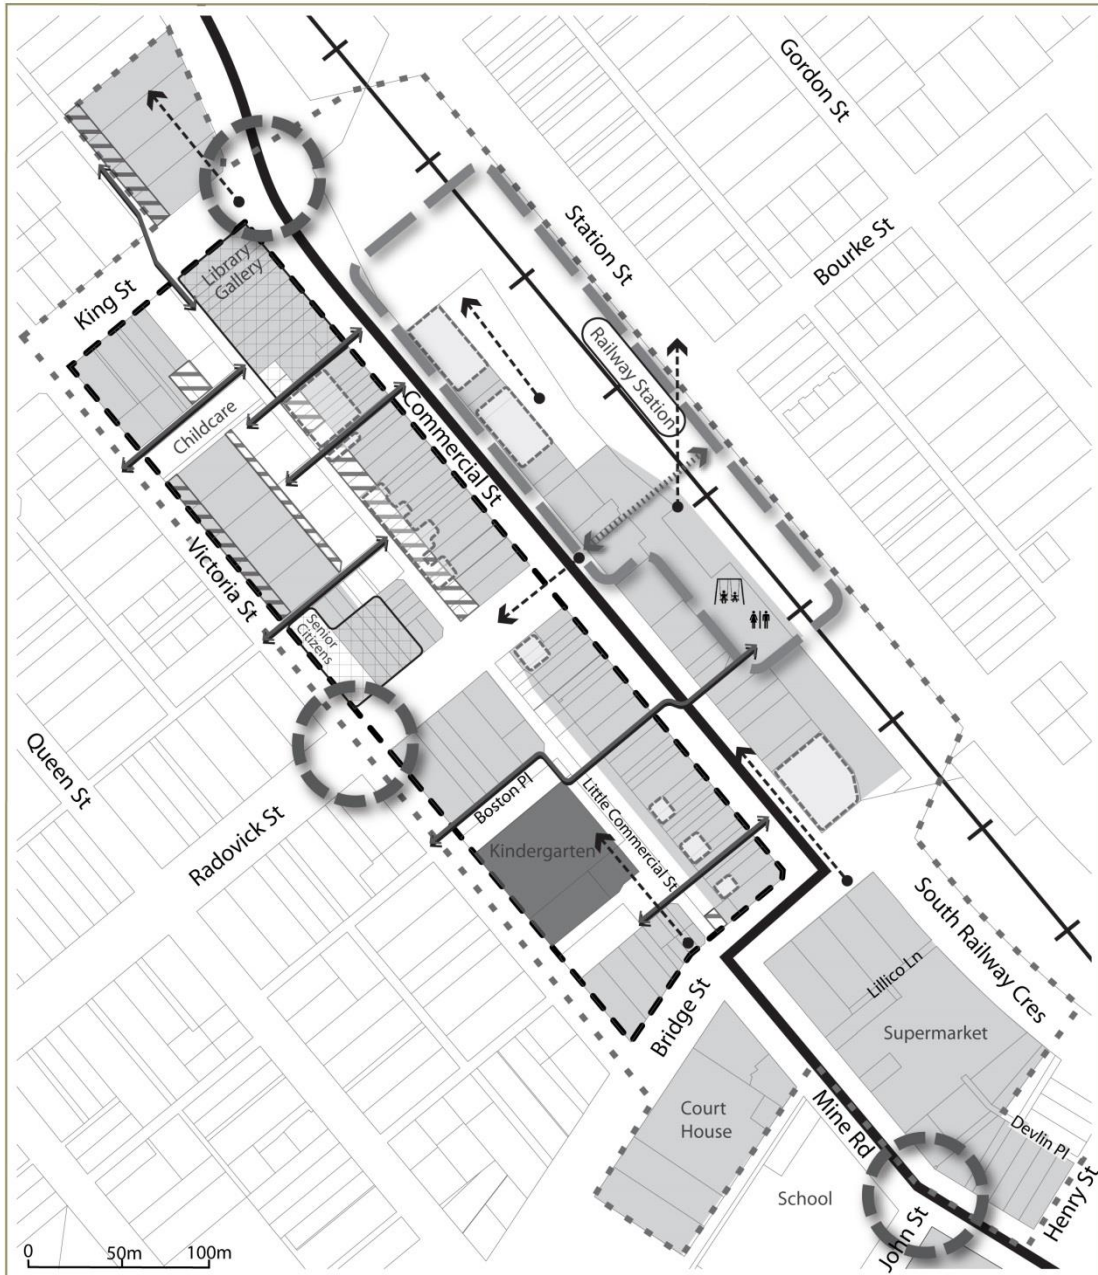 Gordon St
Bourke St
Station St
Railway Station
Library
Gallery
King St
Childcare
Commercial St
Victoria St
Senior
Citizens
Queen St
Radovick St
Boston Pl
Little Commercial St
Kindergarten
Bridge St
South Railway Cres
Lillico Ln
Supermarket
Court
House
Mine Rd
Devlin Pl
School
John St
Henry St
0 50m 100m